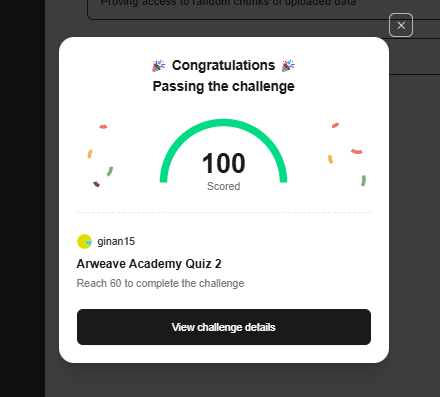 Proving access to random chunks of uploaded data
Congratulations
Passing the challenge
100
Scored
ginan15
Arweave Academy Quiz 2
Reach 60 to complete the challenge
View challenge details